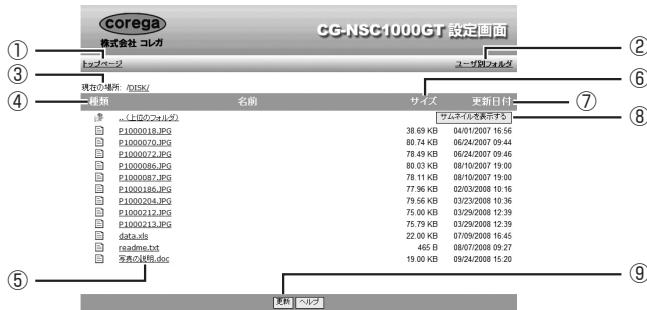 corega
株式会社 コレガ
CG-NSC1000GT 設定画面
① ②
トップページ ユーザ別フォルダ
③
現在の場所: /DISK/
⑥
④ 種類 名前 サイズ 更新日付 ⑦
..(上位のフォルダ) サムネイルを表示する ⑧
P1000018.JPG 38.69 KB 04/01/2007 16:56
P1000070.JPG 80.74 KB 06/24/2007 09:44
P1000072.JPG 78.49 KB 06/24/2007 09:46
P1000086.JPG 80.03 KB 08/10/2007 19:00
P1000087.JPG 78.11 KB 08/10/2007 19:00
P1000186.JPG 77.96 KB 02/03/2008 10:16
P1000204.JPG 79.56 KB 03/23/2008 10:36
P1000212.JPG 75.00 KB 03/29/2008 12:39
P1000213.JPG 75.79 KB 03/29/2008 12:39
data.xls 22.00 KB 07/09/2008 16:45
readme.txt 465 B 08/07/2008 09:27
写真の説明.doc 19.00 KB 09/24/2008 15:20
⑤ ⑨
更新 ヘルプ